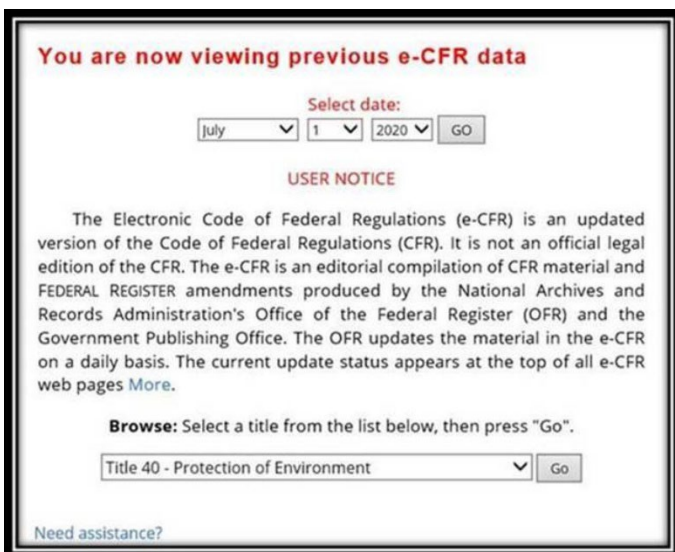 You are now viewing previous e-CFR data
Select date:
July 1 2020 GO
USER NOTICE
The Electronic Code of Federal Regulations (e-CFR) is an updated
version of the Code of Federal Regulations (CFR). It is not an official legal
edition of the CFR. The e-CFR is an editorial compilation of CFR material and
FEDERAL REGISTER amendments produced by the National Archives and
Records Administration's Office of the Federal Register (OFR) and the
Government Publishing Office. The OFR updates the material in the e-CFR
on a daily basis. The current update status appears at the top of all e-CFR
web pages More.
Browse: Select a title from the list below, then press "Go".
Title 40 - Protection of Environment Go
Need assistance?